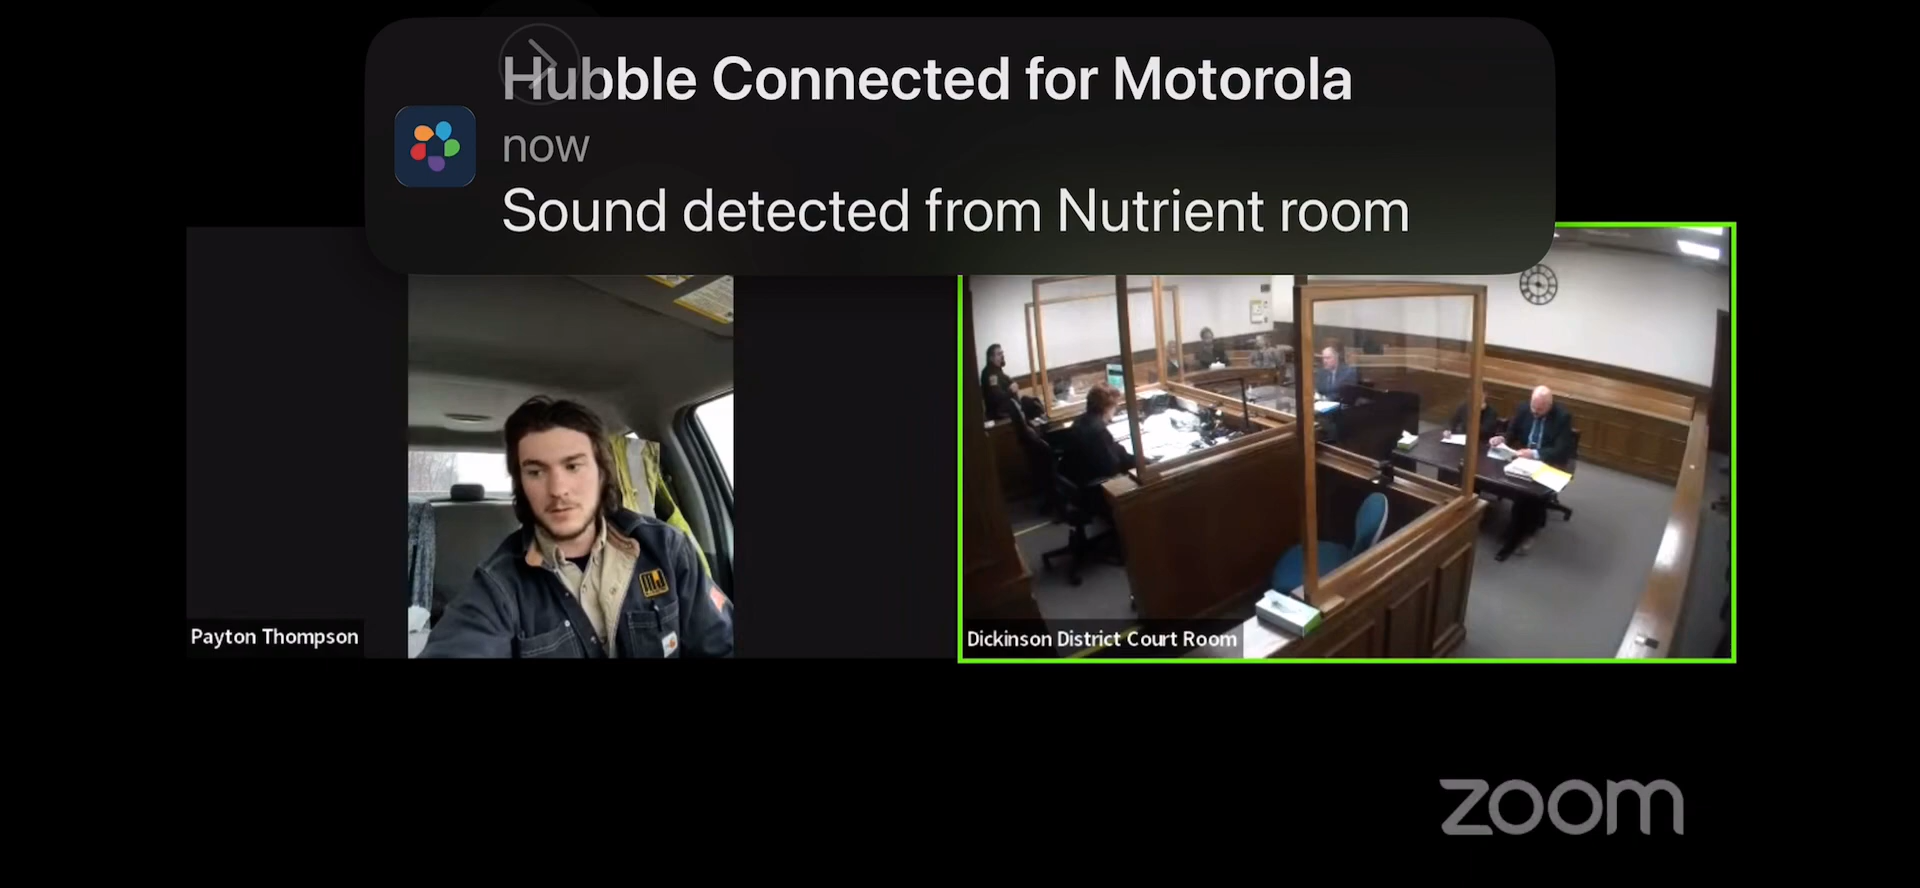 Hubble Connected for Motorola
now
Sound detected from Nutrient room
Payton Thompson
Dickinson District Court Room
zoom